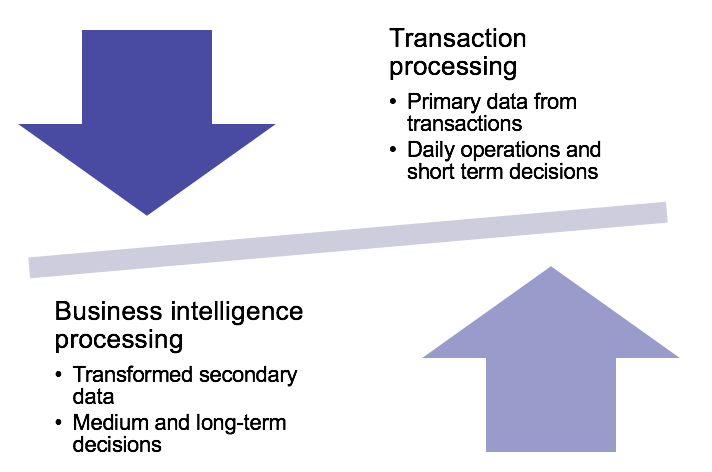 Transaction
processing
• Primary data from
transactions
• Daily operations and
short term decisions
Business intelligence
processing
• Transformed secondary
data
• Medium and long-term
decisions